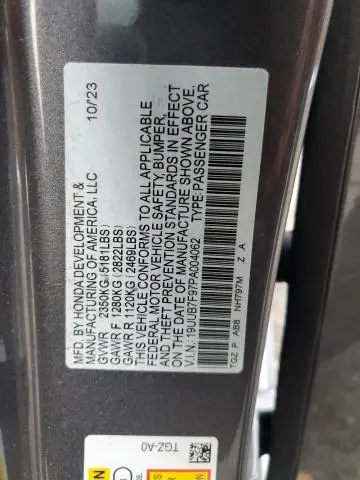 MFD. BY HONDA DEVELOPMENT & 10/23
MANUFACTURING OF AMERICA, LLC
GVWR 2350KG (5181LBS)
GAWR F 1280KG (2822LBS)
GAWR R 1120KG (2469LBS)
THIS VEHICLE CONFORMS TO ALL APPLICABLE
FEDERAL MOTOR VEHICLE SAFETY, BUMPER,
AND THEFT PREVENTION STANDARDS IN EFFECT
ON THE DATE OF MANUFACTURE SHOWN ABOVE.
V.I.N.: 19UUB7F97PA004062 TYPE:PASSENGER CAR
TGZ P AB8 NH797M Z A
TGZ-A0